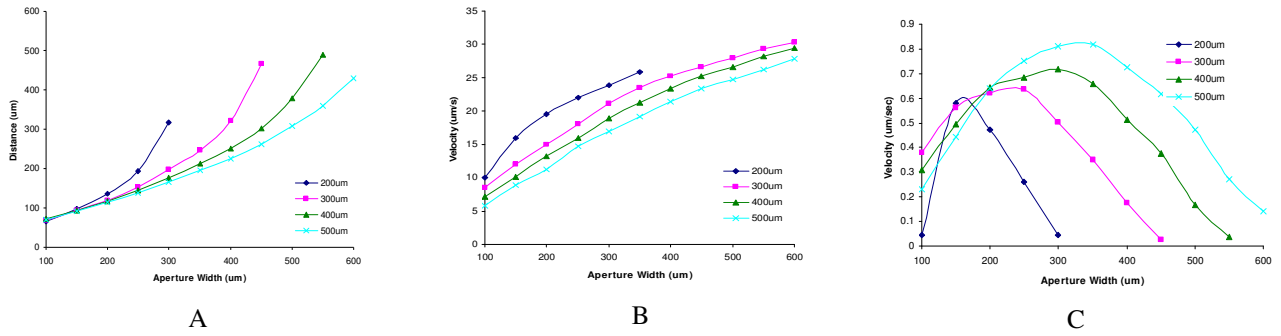 600
500
400
300
200
100
0
Distance (um)
100 200 300 400 500 600
Aperture Width (um)
200um
300um
400um
500um
A
35
30
25
20
15
10
5
0
Velocity (um/s)
100 200 300 400 500 600
Aperture Width (um)
200um
300um
400um
500um
B
0.9
0.8
0.7
0.6
0.5
0.4
0.3
0.2
0.1
0
Velocity (um/sec)
100 200 300 400 500 600
Aperture Width (um)
200um
300um
400um
500um
C